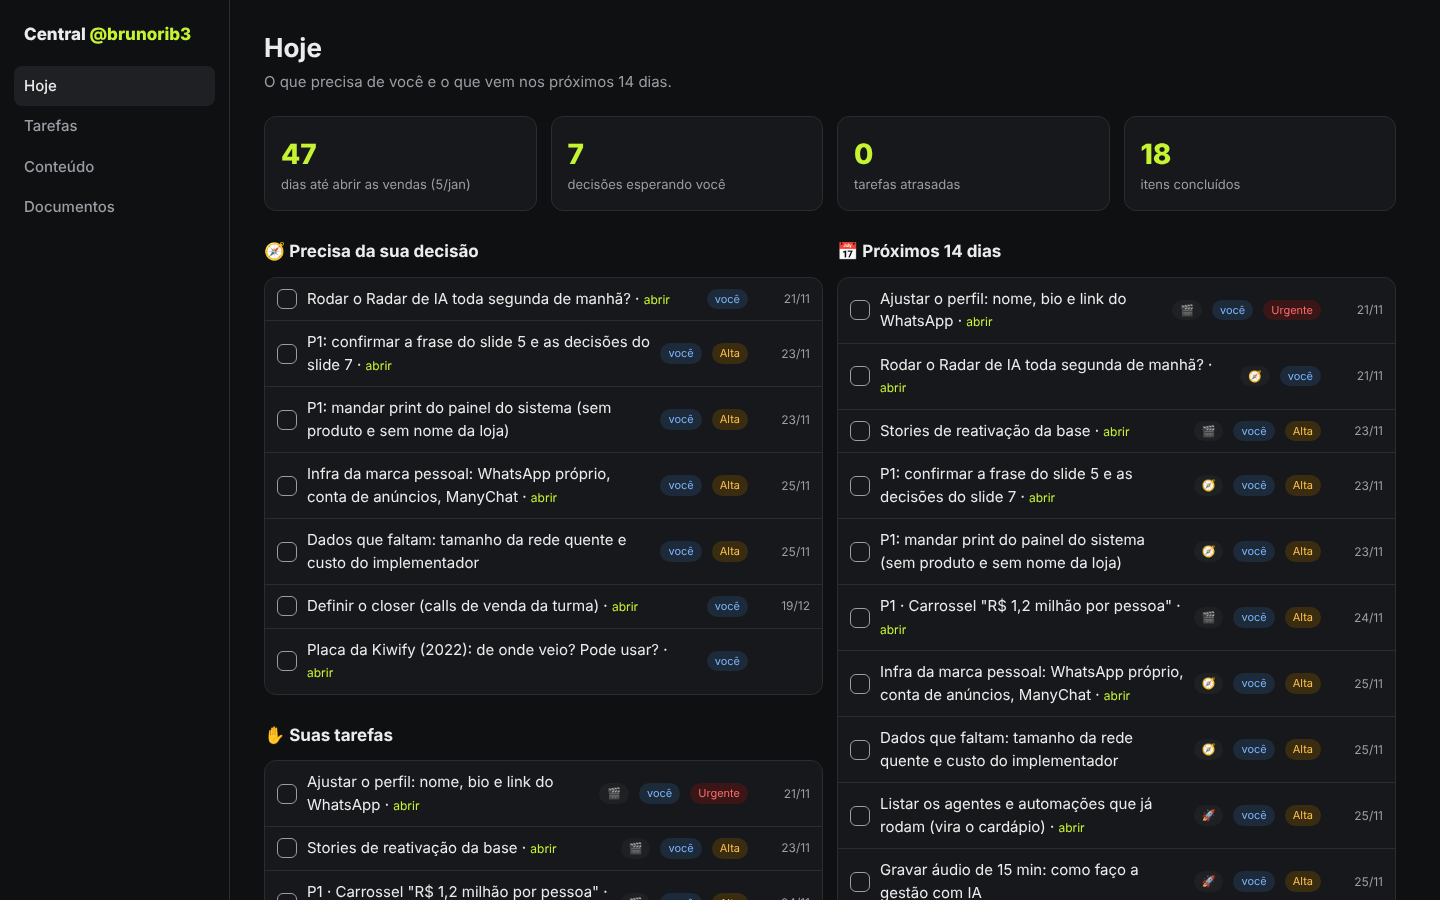 Central @brunorib3
Hoje
Tarefas
Conteúdo
Documentos
Hoje
O que precisa de você e o que vem nos próximos 14 dias.
47
dias até abrir as vendas (5/jan)
7
decisões esperando você
0
tarefas atrasadas
18
itens concluídos
🧭 Precisa da sua decisão
Rodar o Radar de IA toda segunda de manhã? · abrir você 21/11
P1: confirmar a frase do slide 5 e as decisões do
slide 7 · abrir você Alta 23/11
P1: mandar print do painel do sistema (sem
produto e sem nome da loja) você Alta 23/11
Infra da marca pessoal: WhatsApp próprio,
conta de anúncios, ManyChat · abrir você Alta 25/11
Dados que faltam: tamanho da rede quente e
custo do implementador você Alta 25/11
Definir o closer (calls de venda da turma) · abrir você 19/12
Placa da Kiwify (2022): de onde veio? Pode usar? ·
abrir você
✋ Suas tarefas
Ajustar o perfil: nome, bio e link do
WhatsApp · abrir 🎬 você Urgente 21/11
Stories de reativação da base · abrir 🎬 você Alta 23/11
P1 · Carrossel "R$ 1,2 milhão por pessoa" ·
📅 Próximos 14 dias
Ajustar o perfil: nome, bio e link do
WhatsApp · abrir 🎬 você Urgente 21/11
Rodar o Radar de IA toda segunda de manhã? ·
abrir 🧭 você 21/11
Stories de reativação da base · abrir 🎬 você Alta 23/11
P1: confirmar a frase do slide 5 e as
decisões do slide 7 · abrir 🧭 você Alta 23/11
P1: mandar print do painel do sistema
(sem produto e sem nome da loja) 🧭 você Alta 23/11
P1 · Carrossel "R$ 1,2 milhão por pessoa" ·
abrir 🎬 você Alta 24/11
Infra da marca pessoal: WhatsApp próprio,
conta de anúncios, ManyChat · abrir 🧭 você Alta 25/11
Dados que faltam: tamanho da rede
quente e custo do implementador 🧭 você Alta 25/11
Listar os agentes e automações que já
rodam (vira o cardápio) · abrir 🚀 você Alta 25/11
Gravar áudio de 15 min: como faço a
gestão com IA 🚀 você Alta 25/11